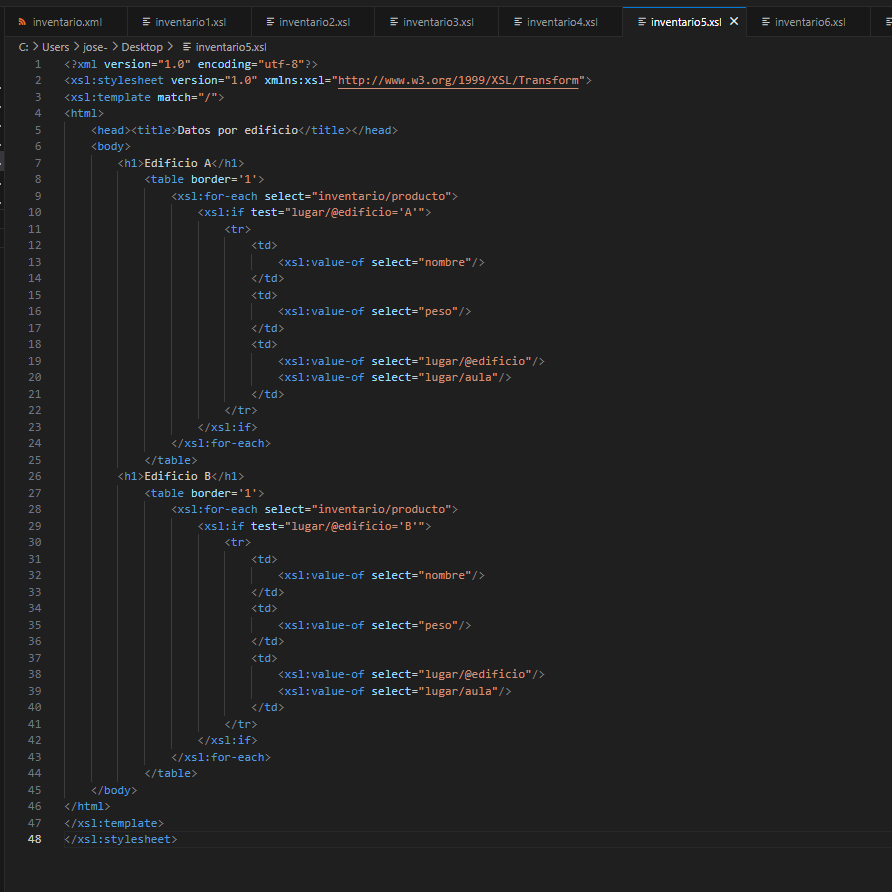 inventario.xml inventario1.xsl inventario2.xsl inventario3.xsl inventario4.xsl inventario5.xsl inventario6.xsl
C: > Users > jose- > Desktop > inventario5.xsl
1 <?xml version="1.0" encoding="utf-8"?>
2 <xsl:stylesheet version="1.0" xmlns:xsl="http://www.w3.org/1999/XSL/Transform">
3 <xsl:template match="/">
4 <html>
5 <head><title>Datos por edificio</title></head>
6 <body>
7 <h1>Edificio A</h1>
8 <table border='1'>
9 <xsl:for-each select="inventario/producto">
10 <xsl:if test="lugar/@edificio='A'">
11 <tr>
12 <td>
13 <xsl:value-of select="nombre"/>
14 </td>
15 <td>
16 <xsl:value-of select="peso"/>
17 </td>
18 <td>
19 <xsl:value-of select="lugar/@edificio"/>
20 <xsl:value-of select="lugar/aula"/>
21 </td>
22 </tr>
23 </xsl:if>
24 </xsl:for-each>
25 </table>
26 <h1>Edificio B</h1>
27 <table border='1'>
28 <xsl:for-each select="inventario/producto">
29 <xsl:if test="lugar/@edificio='B'">
30 <tr>
31 <td>
32 <xsl:value-of select="nombre"/>
33 </td>
34 <td>
35 <xsl:value-of select="peso"/>
36 </td>
37 <td>
38 <xsl:value-of select="lugar/@edificio"/>
39 <xsl:value-of select="lugar/aula"/>
40 </td>
41 </tr>
42 </xsl:if>
43 </xsl:for-each>
44 </table>
45 </body>
46 </html>
47 </xsl:template>
48 </xsl:stylesheet>